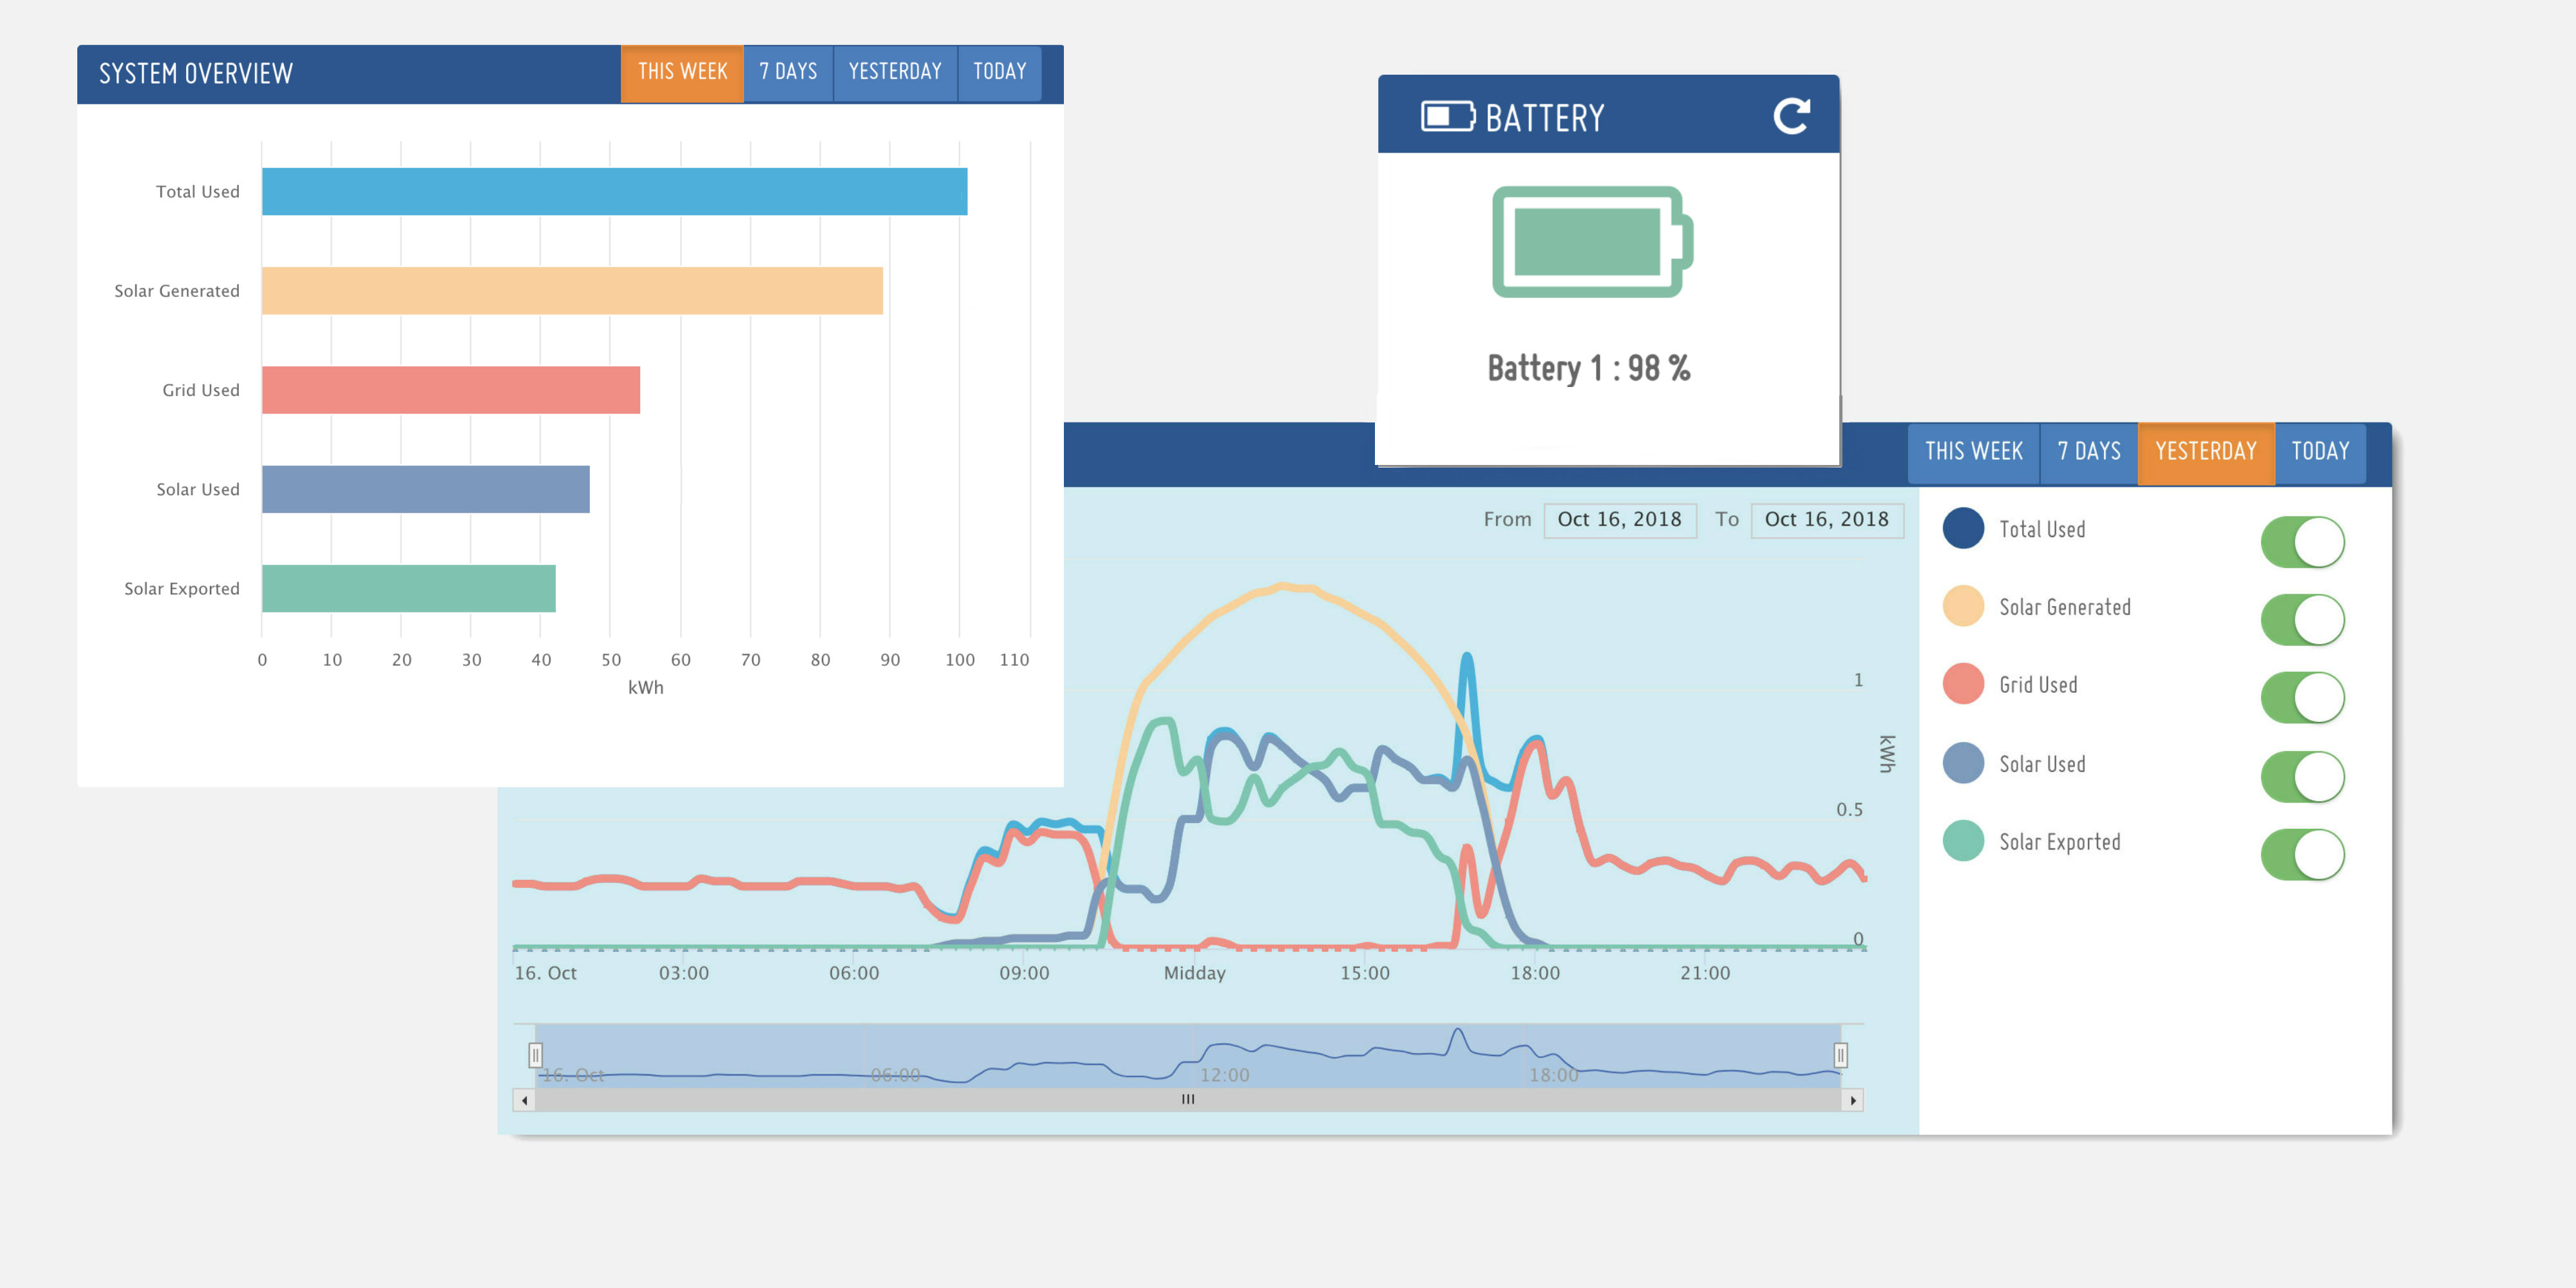 SYSTEM OVERVIEW THIS WEEK 7 DAYS YESTERDAY TODAY
Total Used
Solar Generated
Grid Used
Solar Used
Solar Exported
0 10 20 30 40 50 60 70 80 90 100 110
kWh
BATTERY
Battery 1 : 98 %
THIS WEEK 7 DAYS YESTERDAY TODAY
From Oct 16, 2018 To Oct 16, 2018
1
0.5
0
kWh
16. Oct 03:00 06:00 09:00 Midday 15:00 18:00 21:00
16. Oct 06:00 12:00 18:00
Total Used
Solar Generated
Grid Used
Solar Used
Solar Exported